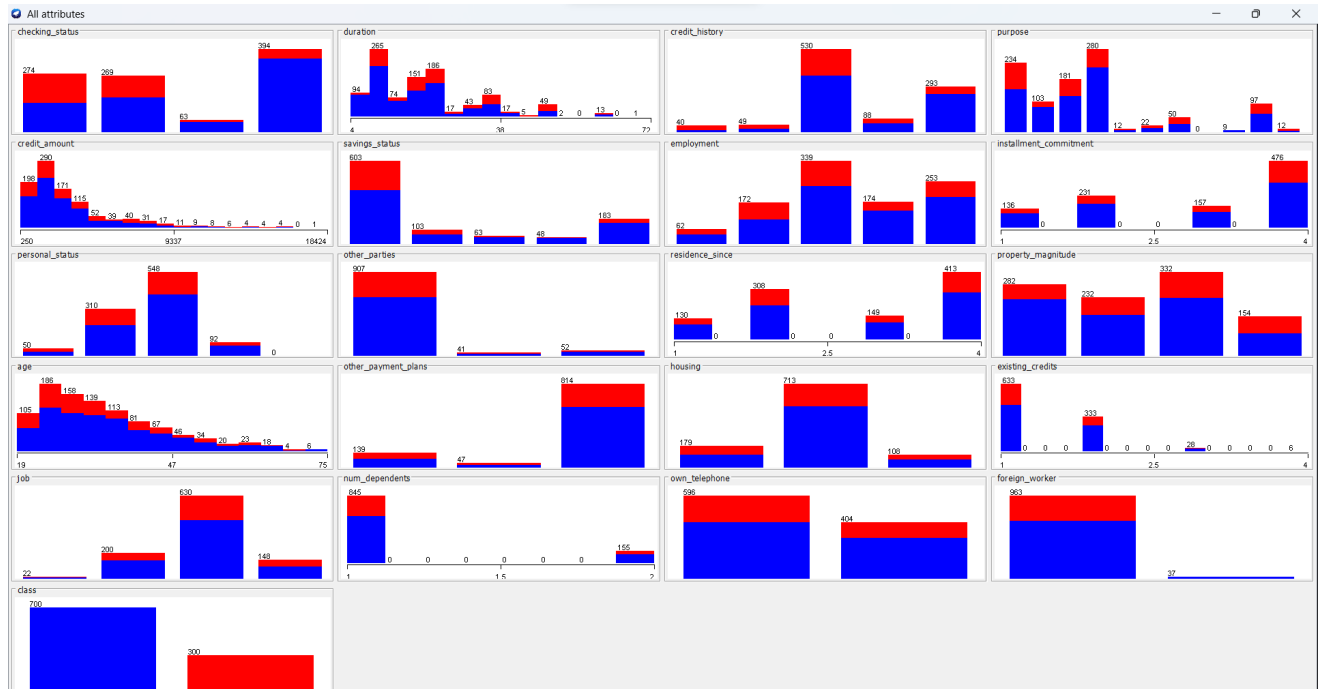 All attributes
checking_status
274 269 63 394
duration
94 265 74 151 186 17 43 83 17 5 49 2 0 13 0 1
4 38 72
credit_history
40 49 530 88 293
purpose
234 103 181 280 12 22 50 0 9 97 12
credit_amount
198 290 171 115 52 39 40 31 17 11 9 8 6 4 4 4 0 1
250 9337 18424
savings_status
603 103 63 48 183
employment
62 172 339 174 253
installment_commitment
136 0 231 0 0 157 0 476
1 2.5 4
personal_status
50 310 548 92 0
other_parties
907 41 52
residence_since
130 0 308 0 0 149 0 413
1 2.5 4
property_magnitude
282 232 332 154
age
105 186 158 139 113 81 67 46 34 20 23 18 4 6
19 47 75
other_payment_plans
139 47 814
housing
179 713 108
existing_credits
633 0 0 0 333 0 0 0 0 28 0 0 0 0 6
1 2.5 4
job
22 200 630 148
num_dependents
845 0 0 0 0 0 0 155
1 1.5 2
own_telephone
596 404
foreign_worker
963 37
class
700 300